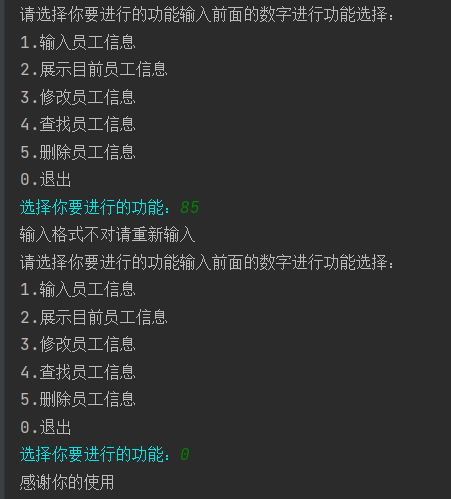 请选择你要进行的功能输入前面的数字进行功能选择:
1.输入员工信息
2.展示目前员工信息
3.修改员工信息
4.查找员工信息
5.删除员工信息
0.退出
选择你要进行的功能: 85
输入格式不对请重新输入
请选择你要进行的功能输入前面的数字进行功能选择:
1.输入员工信息
2.展示目前员工信息
3.修改员工信息
4.查找员工信息
5.删除员工信息
0.退出
选择你要进行的功能: 0
感谢你的使用